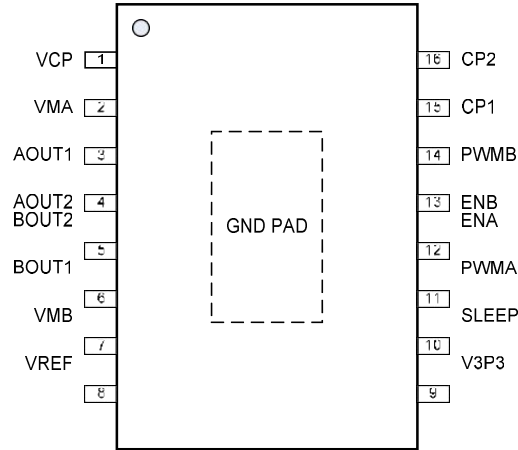 VCP 1 16 CP2
VMA 2 15 CP1
AOUT1 3 14 PWMB
AOUT2 4 13 ENB
BOUT2 ENA
GND PAD
5 12
BOUT1 PWMA
6 11
VMB SLEEP
7 10
VREF V3P3
8 9